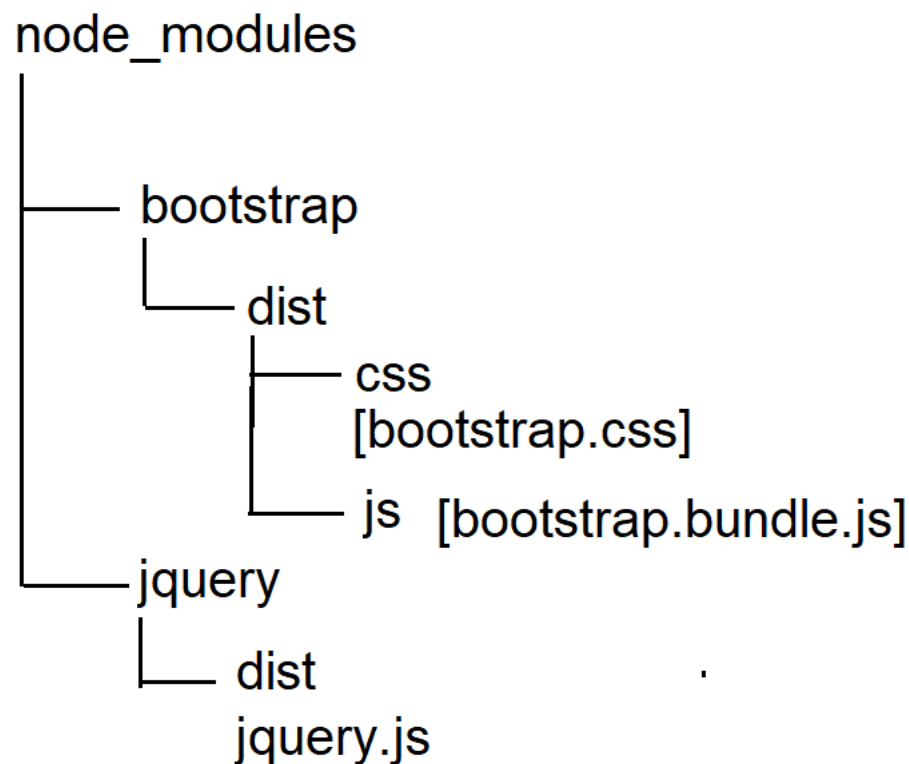 node_modules
bootstrap
dist
css
[bootstrap.css]
js [bootstrap.bundle.js]
jquery
dist
jquery.js